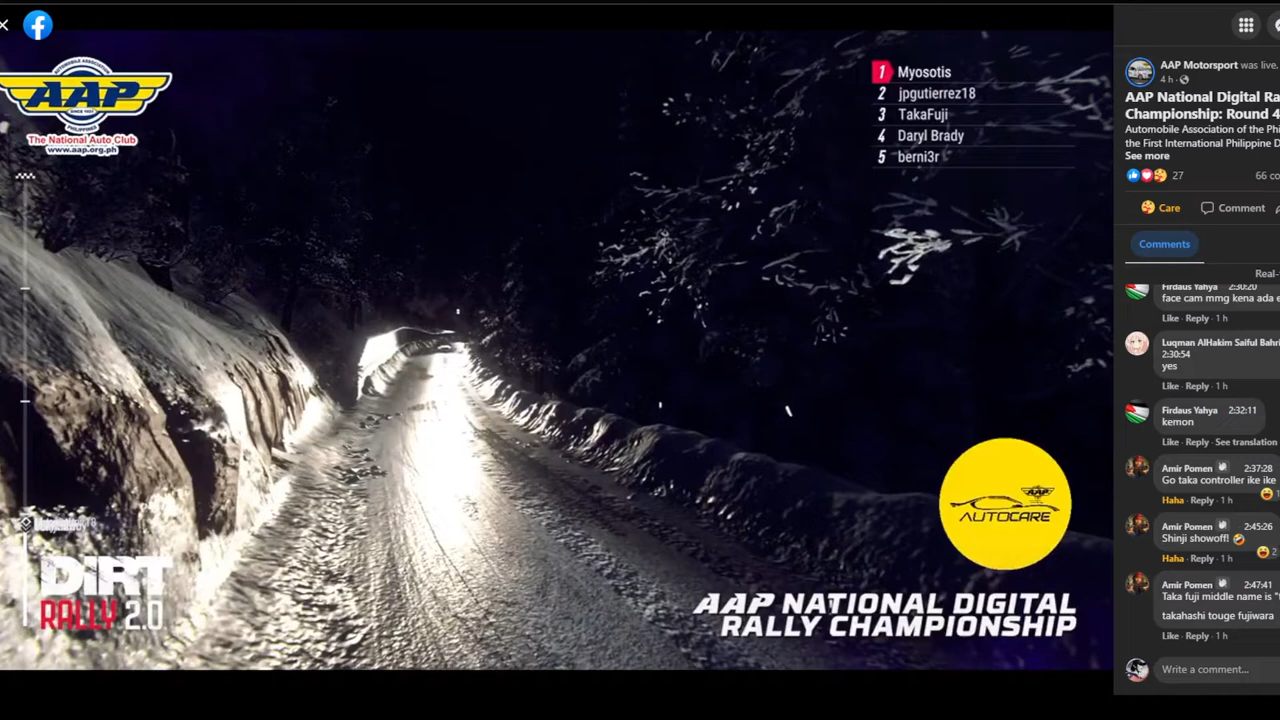 AUTOMOBILE ASSOCIATION
AAP
SINCE 1931
PHILIPPINES
The National Auto Club
www.aap.org.ph
1 Myosotis
2 jpgutierrez18
3 TakaFuji
4 Daryl Brady
5 berni3r
AUTOCARE
DiRT
RALLY 2.0
AAP NATIONAL DIGITAL
RALLY CHAMPIONSHIP
AAP Motorsport was live.
4 h ·
AAP National Digital Ra
Championship: Round 4
Automobile Association of the Phi
the First International Philippine D
See more
27
66 co
Care
Comment
Comments
Real-
Firdaus Yahya 2:30:20
face cam mmg kena ada
Like · Reply · 1 h
Luqman AlHakim Saiful Bahri
2:30:54
yes
Like · Reply · 1 h
Firdaus Yahya 2:32:11
kemon
Like · Reply · See translation
Amir Pomen 2:37:28
Go taka controller ike ike
Haha · Reply · 1 h
Amir Pomen 2:45:26
Shinji showoff! 🤣
Haha · Reply · 1 h
2
Amir Pomen 2:47:41
Taka fuji middle name is "t
takahashi touge fujiwara
Like · Reply · 1 h
Write a comment...